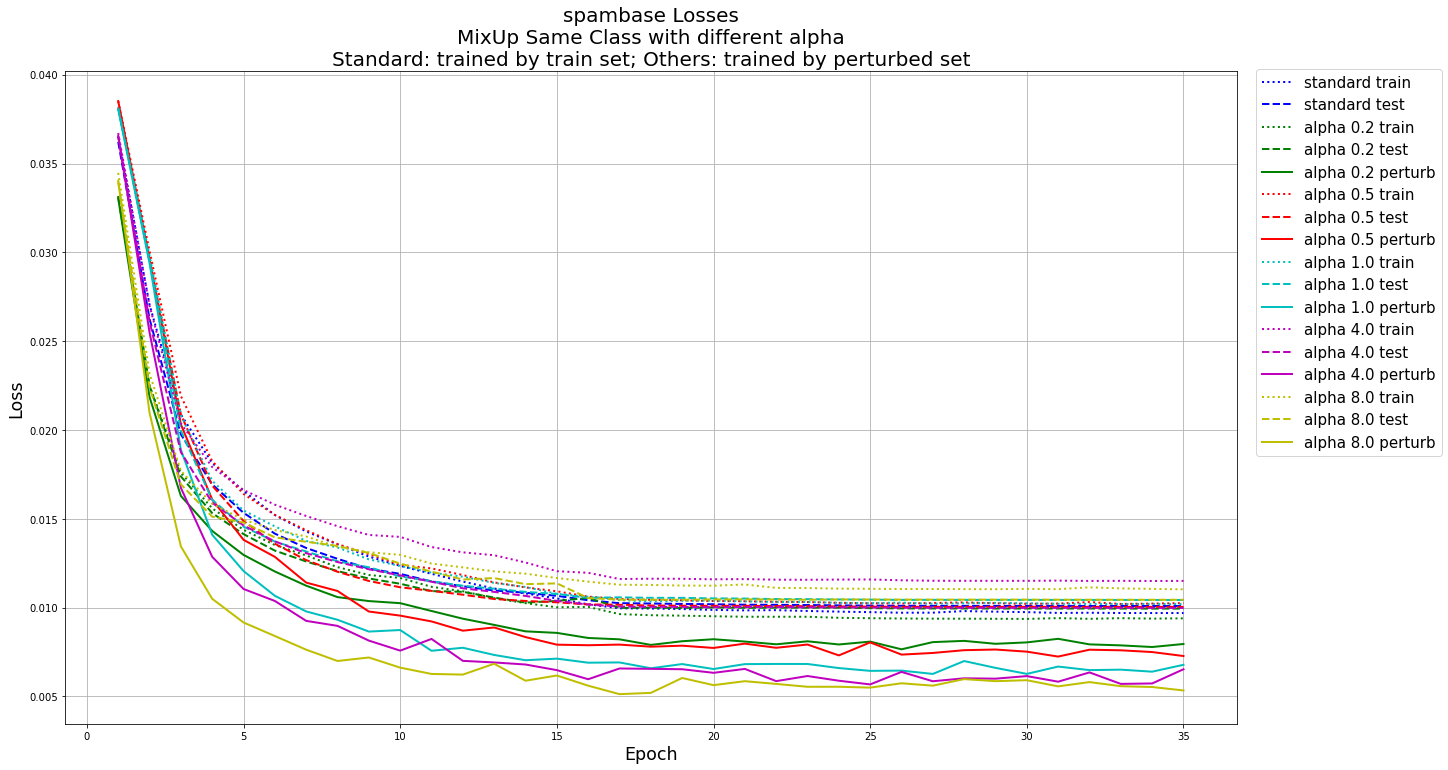 spambase Losses
MixUp Same Class with different alpha
Standard: trained by train set; Others: trained by perturbed set
0.040
0.035
0.030
0.025
0.020
0.015
0.010
0.005
Loss
0 5 10 15 20 25 30 35
Epoch
standard train
standard test
alpha 0.2 train
alpha 0.2 test
alpha 0.2 perturb
alpha 0.5 train
alpha 0.5 test
alpha 0.5 perturb
alpha 1.0 train
alpha 1.0 test
alpha 1.0 perturb
alpha 4.0 train
alpha 4.0 test
alpha 4.0 perturb
alpha 8.0 train
alpha 8.0 test
alpha 8.0 perturb